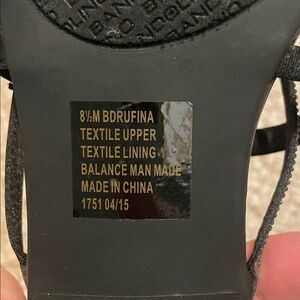 8½M BDRUFINA
TEXTILE UPPER
TEXTILE LINING
BALANCE MAN MADE
MADE IN CHINA
1751 04/15